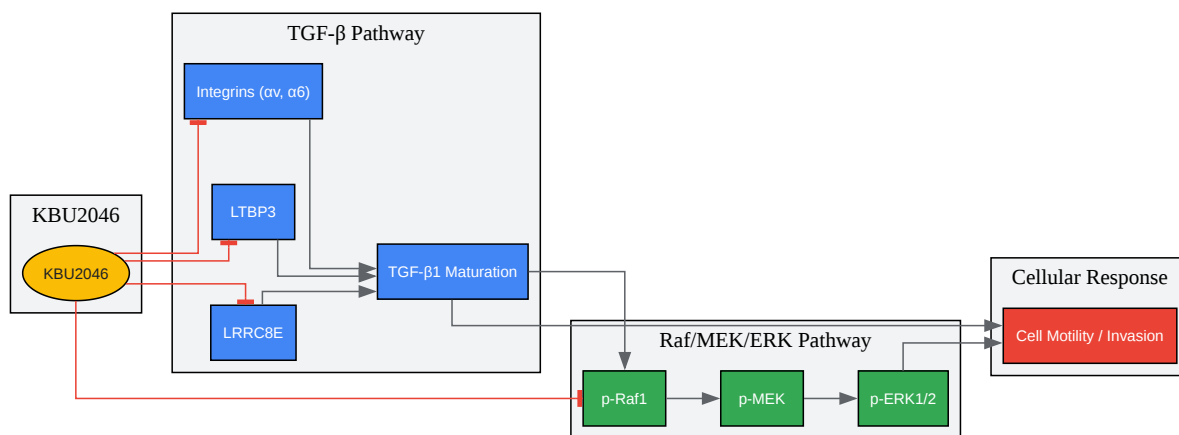 TGF-β Pathway
Integrins (αv, α6)
LTBP3
KBU2046
KBU2046
TGF-β1 Maturation
LRRC8E
Cellular Response
Cell Motility / Invasion
Raf/MEK/ERK Pathway
p-Raf1
p-MEK
p-ERK1/2